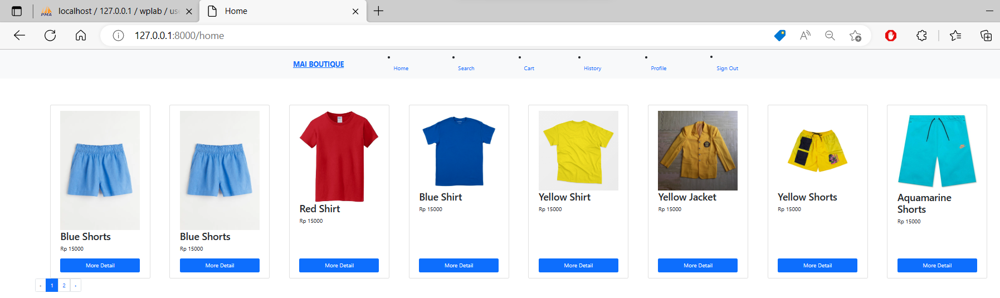 PMA
localhost / 127.0.0.1 / wplab / us
Home
127.0.0.1:8000/home
MAI BOUTIQUE
Home
Search
Cart
History
Profile
Sign Out
Blue Shorts
Rp 15000
More Detail
Blue Shorts
Rp 15000
More Detail
Red Shirt
Rp 15000
More Detail
Blue Shirt
Rp 15000
More Detail
Yellow Shirt
Rp 15000
More Detail
Yellow Jacket
Rp 15000
More Detail
Yellow Shorts
Rp 15000
More Detail
Aquamarine
Shorts
Rp 15000
More Detail
‹ 1 2 ›